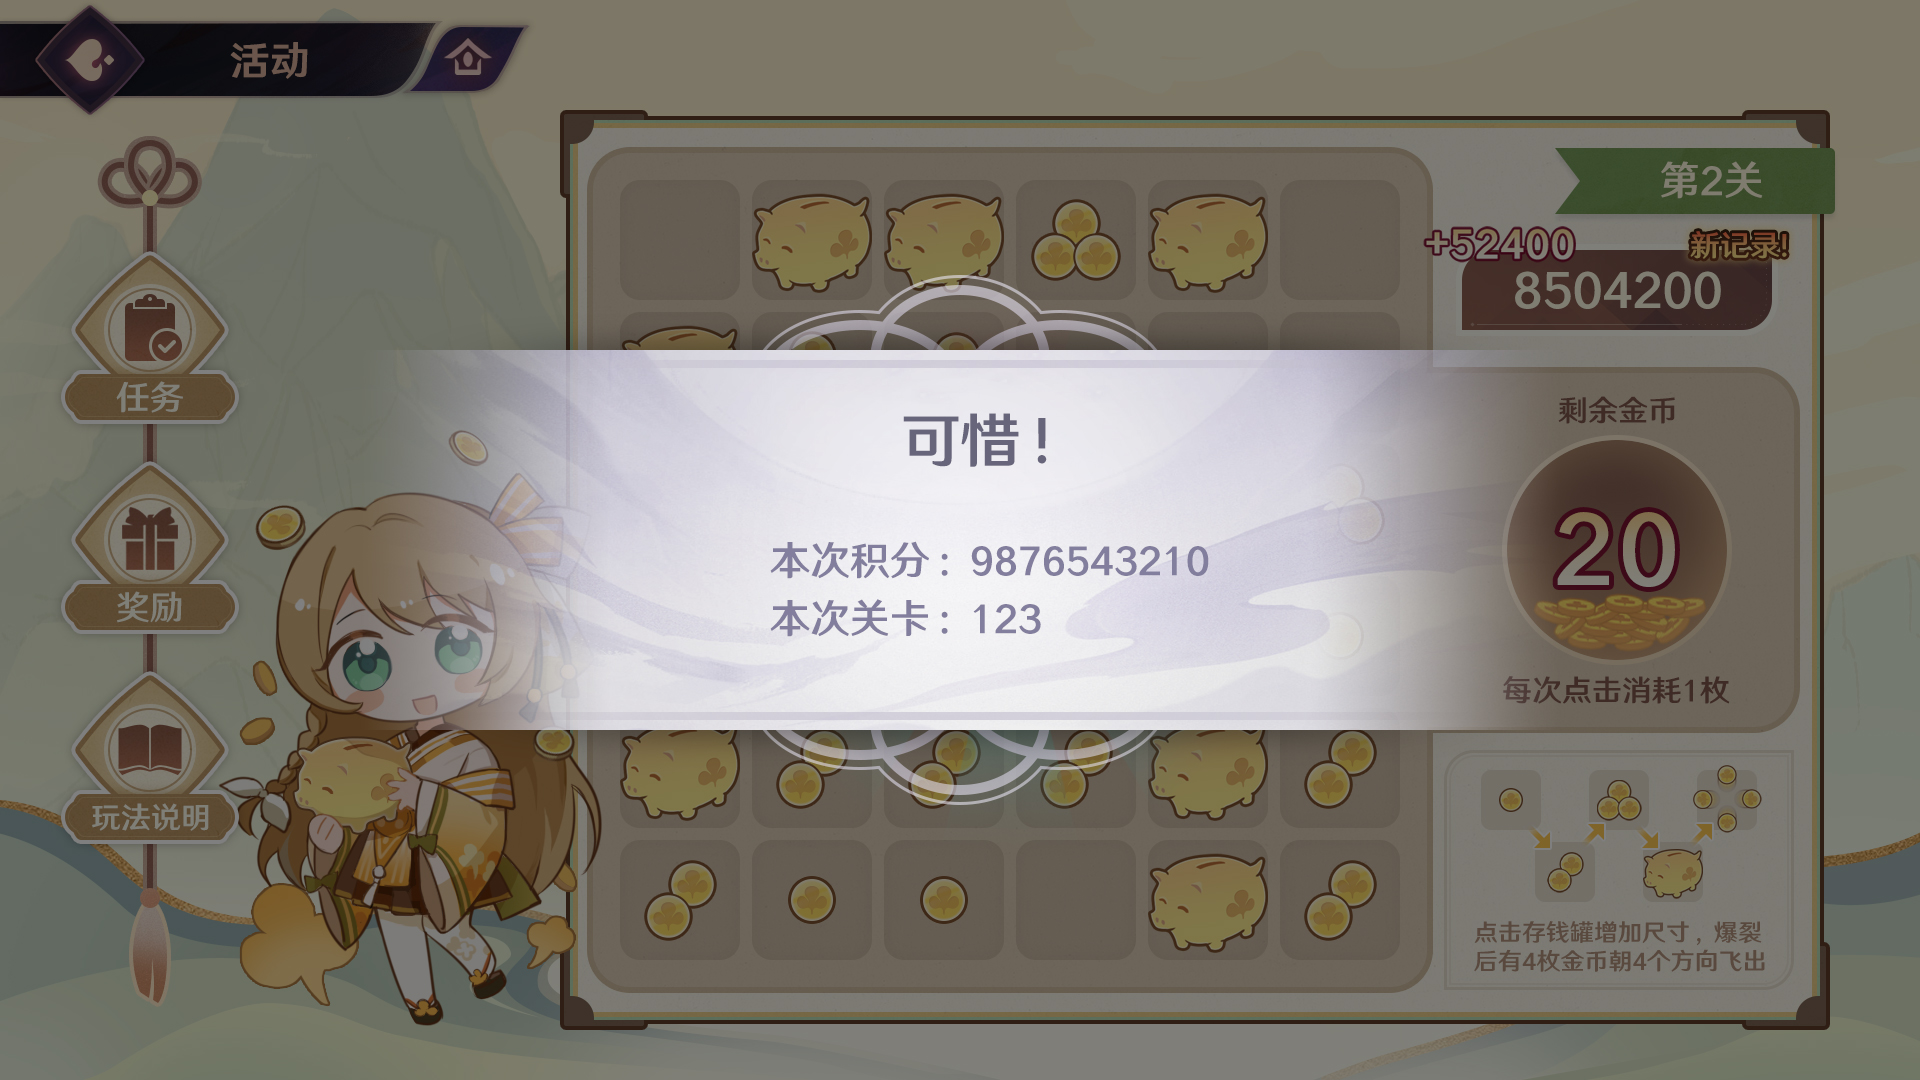 活动
第2关
+52400
新记录!
8504200
任务
剩余金币
可惜！
20
本次积分：9876543210
本次关卡：123
奖励
每次点击消耗1枚
玩法说明
点击存钱罐增加尺寸，爆裂
后有4枚金币朝4个方向飞出